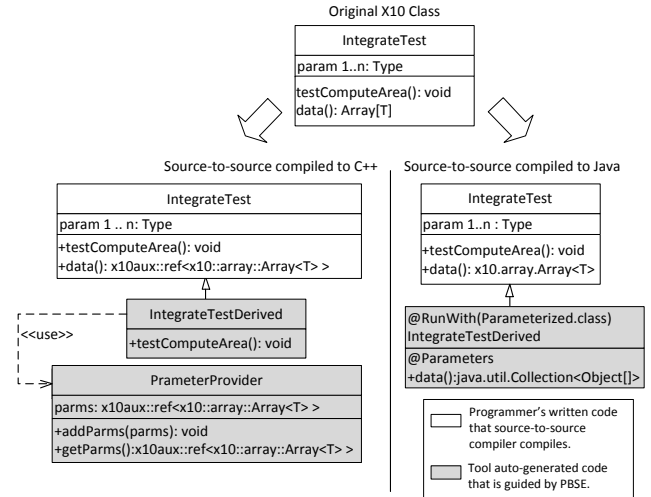 Original X10 Class
IntegrateTest
param 1..n: Type
testComputeArea(): void
data(): Array[T]
Source-to-source compiled to C++
IntegrateTest
param 1 .. n: Type
+testComputeArea(): void
+data(): x10aux::ref<x10::array::Array<T> >
IntegrateTestDerived
+testComputeArea(): void
<<use>>
PrameterProvider
parms: x10aux::ref<x10::array::Array<T> >
+addParms(parms): void
+getParms():x10aux::ref<x10::array::Array<T> >
Source-to-source compiled to Java
IntegrateTest
param 1..n : Type
+testComputeArea(): void
+data(): x10.array.Array<T>
@RunWith(Parameterized.class)
IntegrateTestDerived
@Parameters
+data():java.util.Collection<Object[]>
Programmer's written code
that source-to-source
compiler compiles.
Tool auto-generated code
that is guided by PBSE.